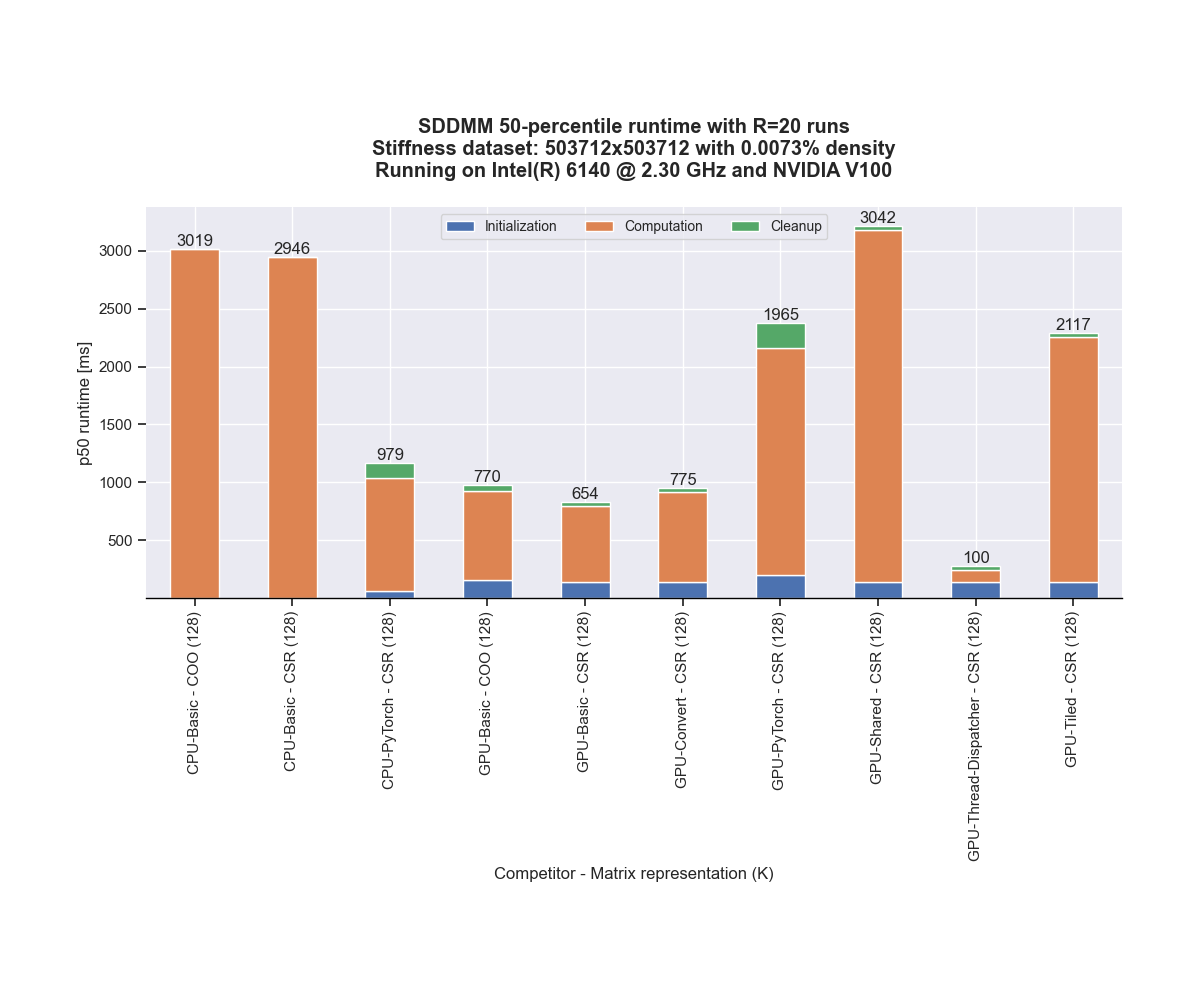 SDDMM 50-percentile runtime with R=20 runs
Stiffness dataset: 503712x503712 with 0.0073% density
Running on Intel(R) 6140 @ 2.30 GHz and NVIDIA V100
Initialization
Computation
Cleanup
3019
2946
979
770
654
775
1965
3042
100
2117
p50 runtime [ms]
3000
2500
2000
1500
1000
500
CPU-Basic - COO (128)
CPU-Basic - CSR (128)
CPU-PyTorch - CSR (128)
GPU-Basic - COO (128)
GPU-Basic - CSR (128)
GPU-Convert - CSR (128)
GPU-PyTorch - CSR (128)
GPU-Shared - CSR (128)
GPU-Thread-Dispatcher - CSR (128)
GPU-Tiled - CSR (128)
Competitor - Matrix representation (K)